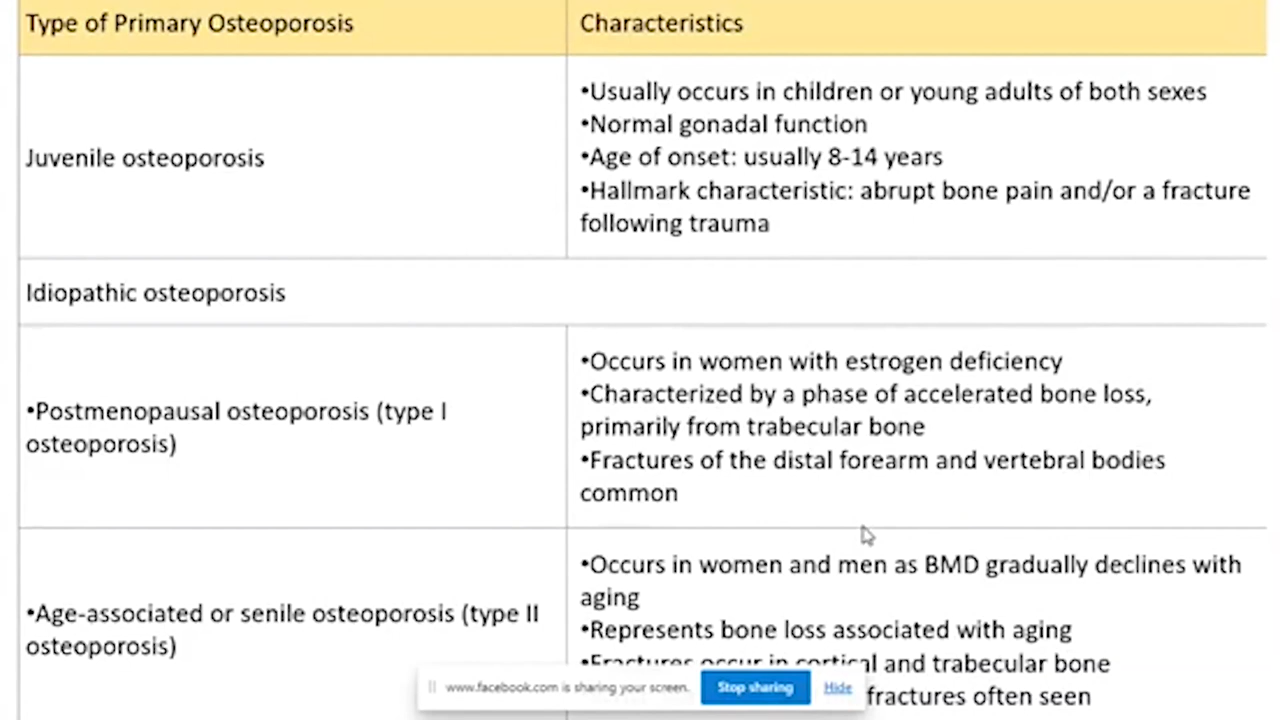 Type of Primary Osteoporosis
Characteristics
Juvenile osteoporosis
•Usually occurs in children or young adults of both sexes
•Normal gonadal function
•Age of onset: usually 8-14 years
•Hallmark characteristic: abrupt bone pain and/or a fracture
following trauma
Idiopathic osteoporosis
•Postmenopausal osteoporosis (type I
osteoporosis)
•Occurs in women with estrogen deficiency
•Characterized by a phase of accelerated bone loss,
primarily from trabecular bone
•Fractures of the distal forearm and vertebral bodies
common
•Age-associated or senile osteoporosis (type II
osteoporosis)
•Occurs in women and men as BMD gradually declines with
aging
•Represents bone loss associated with aging
•Fractures occur in cortical and trabecular bone
fractures often seen
www.facebook.com is sharing your screen.
Stop sharing
Hide